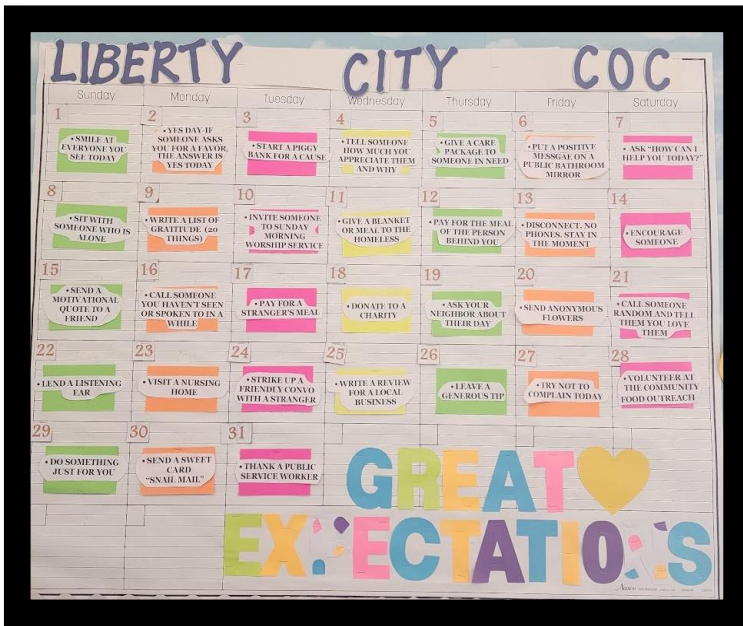 LIBERTY CITY COC
Sunday Monday Tuesday Wednesday Thursday Friday Saturday
1
• SMILE AT
EVERYONE YOU
SEE TODAY
2
• YES DAY-IF
SOMEONE ASKS
YOU FOR A FAVOR,
THE ANSWER IS
YES TODAY
3
• START A PIGGY
BANK FOR A CAUSE
4
• TELL SOMEONE
HOW MUCH YOU
APPRECIATE THEM
AND WHY
5
• GIVE A CARE
PACKAGE TO
SOMEONE IN NEED
6
• PUT A POSITIVE
MESSGAE ON A
PUBLIC BATHROOM
MIRROR
7
• ASK "HOW CAN I
HELP YOU TODAY?"
8
• SIT WITH
SOMEONE WHO IS
ALONE
9
• WRITE A LIST OF
GRATITUDE (20
THINGS)
10
• INVITE SOMEONE
TO SUNDAY
MORNING
WORSHIP SERVICE
11
• GIVE A BLANKET
OR MEAL TO THE
HOMELESS
12
• PAY FOR THE MEAL
OF THE PERSON
BEHIND YOU
13
• DISCONNECT. NO
PHONES. STAY IN
THE MOMENT
14
• ENCOURAGE
SOMEONE
15
• SEND A
MOTIVATIONAL
QUOTE TO A
FRIEND
16
• CALL SOMEONE
YOU HAVEN'T SEEN
OR SPOKEN TO IN A
WHILE
17
• PAY FOR A
STRANGER'S MEAL
18
• DONATE TO A
CHARITY
19
• ASK YOUR
NEIGHBOR ABOUT
THEIR DAY
20
• SEND ANONYMOUS
FLOWERS
21
• CALL SOMEONE
RANDOM AND TELL
THEM YOU LOVE
THEM
22
• LEND A LISTENING
EAR
23
• VISIT A NURSING
HOME
24
• STRIKE UP A
FRIENDLY CONVO
WITH A STRANGER
25
• WRITE A REVIEW
FOR A LOCAL
BUSINESS
26
• LEAVE A
GENEROUS TIP
27
• TRY NOT TO
COMPLAIN TODAY
28
• VOLUNTEER AT
THE COMMUNITY
FOOD OUTREACH
29
• DO SOMETHING
JUST FOR YOU
30
• SEND A SWEET
CARD
"SNAIL MAIL"
31
• THANK A PUBLIC
SERVICE WORKER
GREAT
EXPECTATIONS